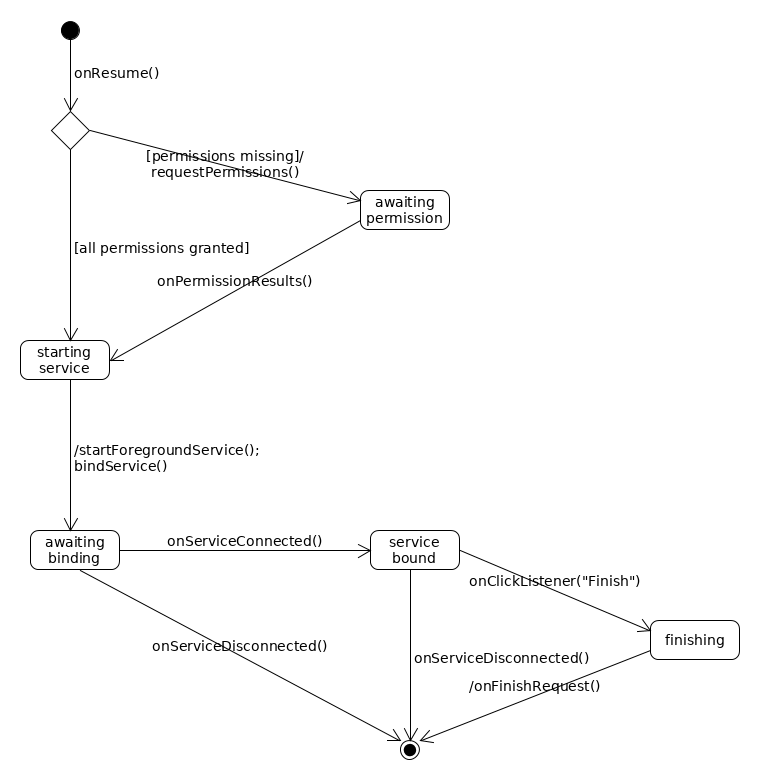 onResume()
[permissions missing]/
requestPermissions()
awaiting
permission
[all permissions granted]
onPermissionResults()
starting
service
/startForegroundService();
bindService()
awaiting
binding
onServiceConnected()
service
bound
onClickListener("Finish")
finishing
onServiceDisconnected()
onServiceDisconnected()
/onFinishRequest()